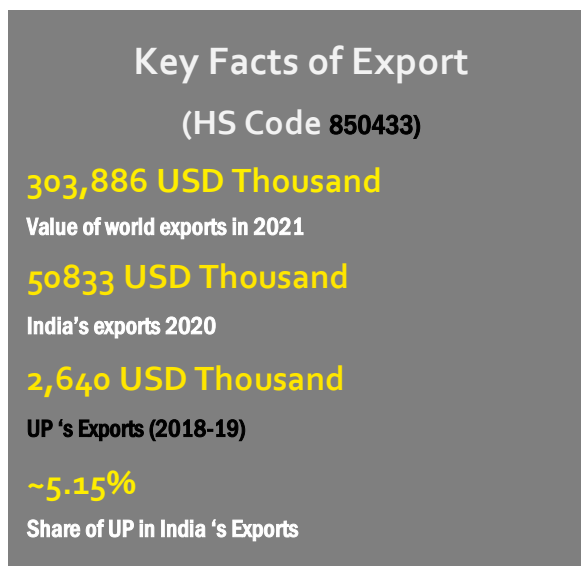 Key Facts of Export
(HS Code 850433)
303,886 USD Thousand
Value of world exports in 2021
50833 USD Thousand
India’s exports 2020
2,640 USD Thousand
UP ‘s Exports (2018-19)
~5.15%
Share of UP in India ‘s Exports